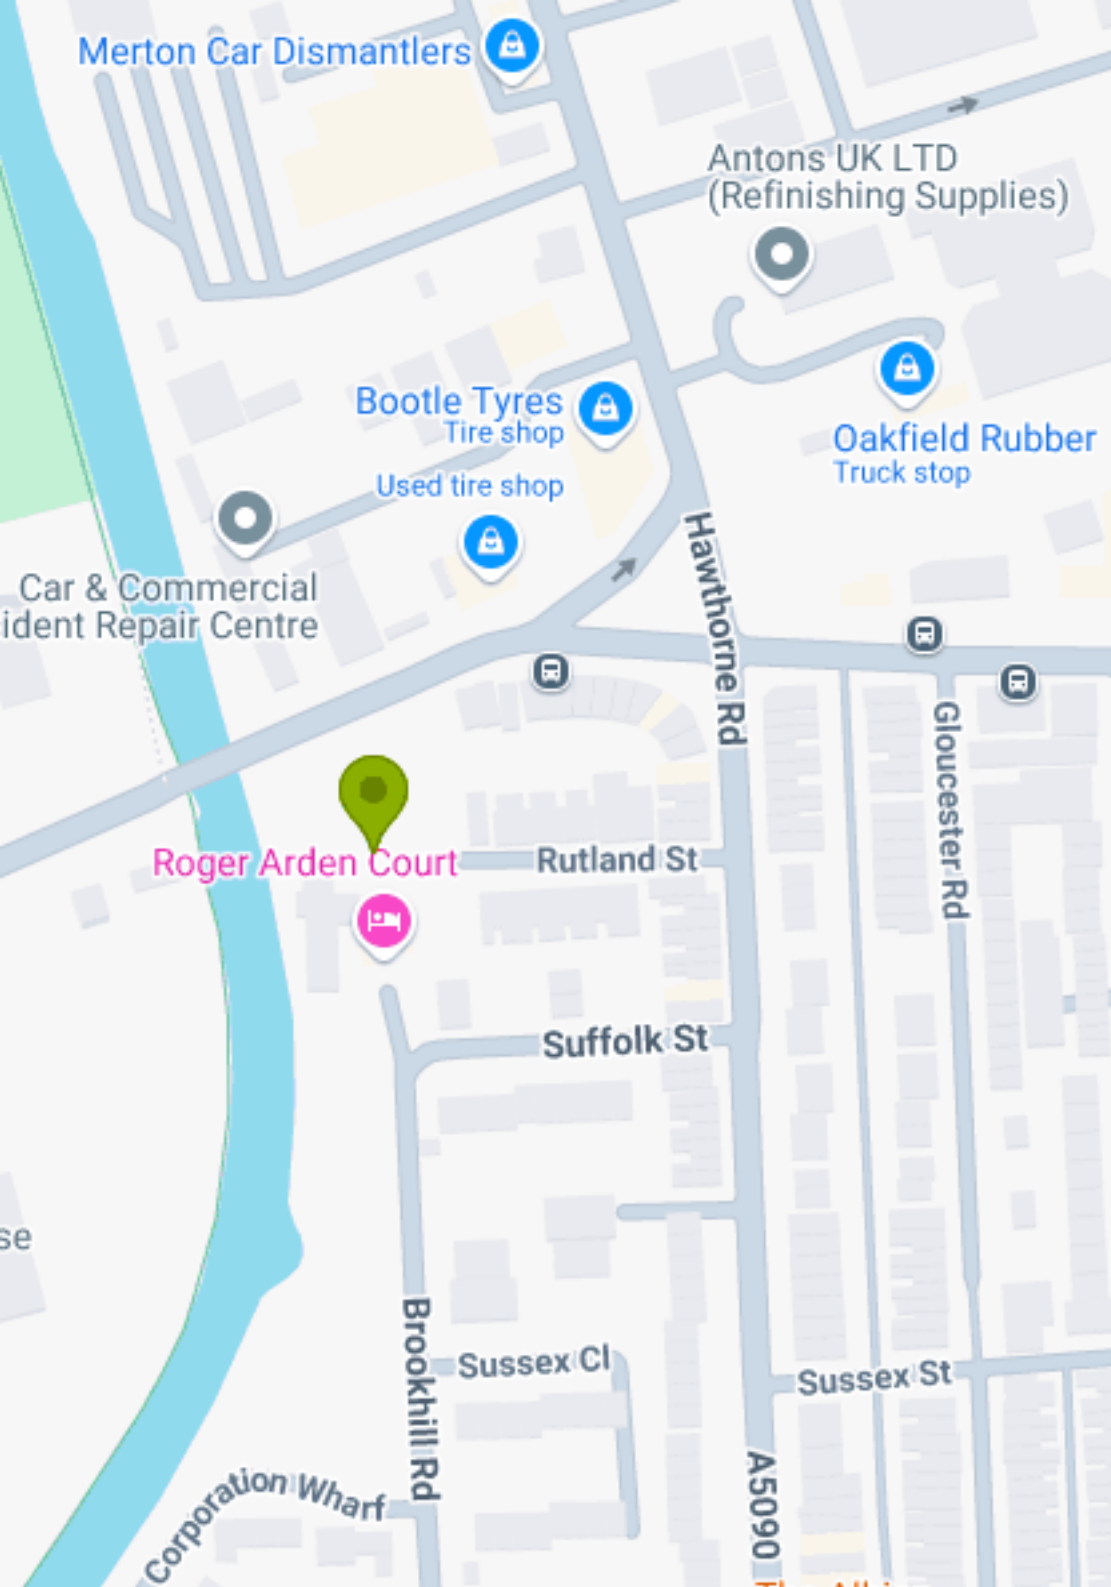 Merton Car Dismantlers
Antons UK LTD
(Refinishing Supplies)
Bootle Tyres
Tire shop
Used tire shop
Oakfield Rubber
Truck stop
Car & Commercial
ident Repair Centre
Hawthorne Rd
Gloucester Rd
Roger Arden Court
Rutland St
Suffolk St
se
Brookhill Rd
Sussex Cl
Sussex St
Corporation Wharf
A5090